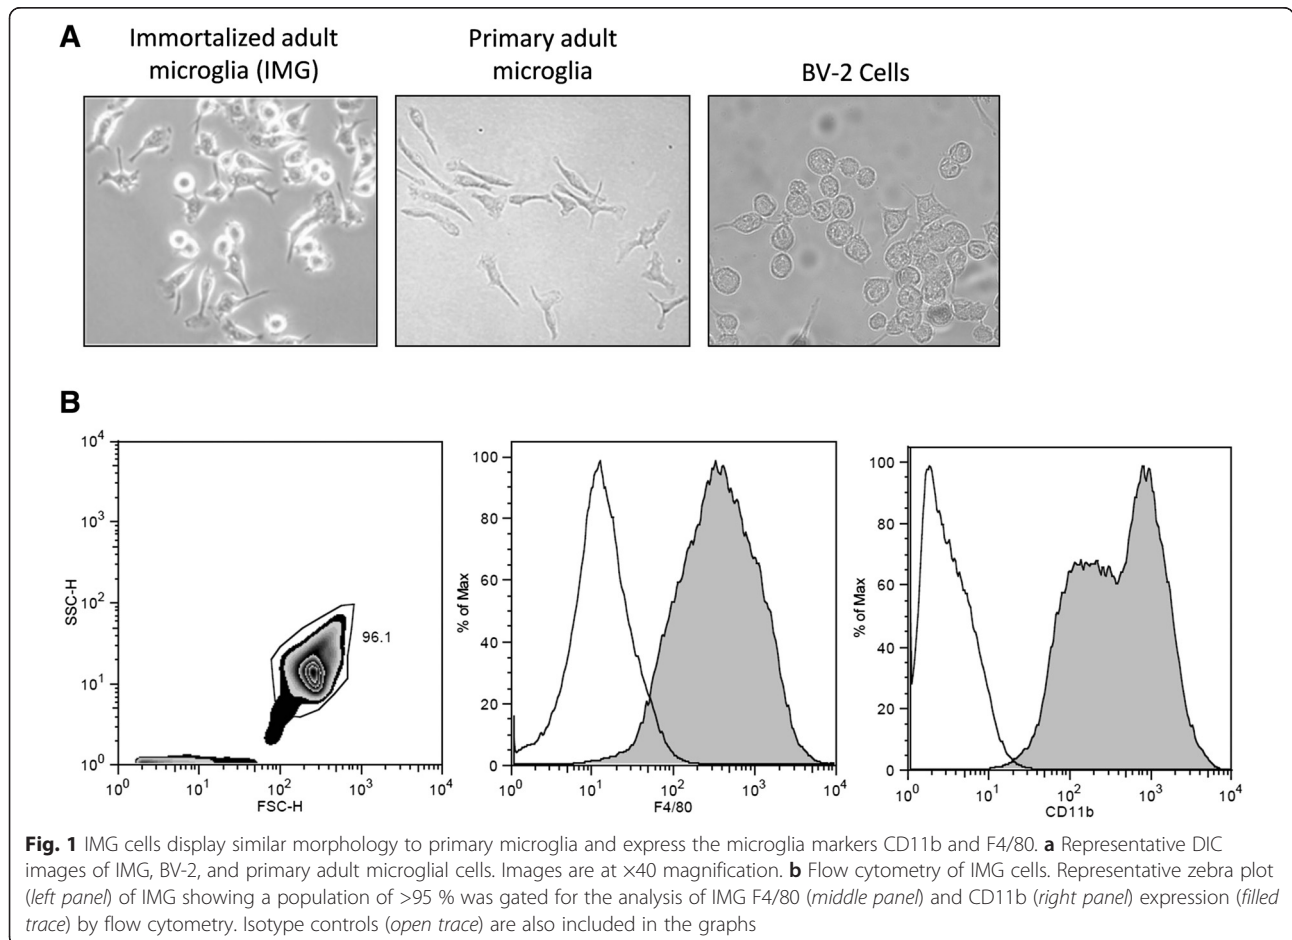 A
Immortalized adult
microglia (IMG)
Primary adult
microglia
BV-2 Cells
B
10^4
10^3
10^2
10^1
10^0
SSC-H
96.1
10^0 10^1 10^2 10^3 10^4
FSC-H
100
80
60
40
20
0
% of Max
10^0 10^1 10^2 10^3 10^4
F4/80
100
80
60
40
20
0
% of Max
10^0 10^1 10^2 10^3 10^4
CD11b
Fig. 1 IMG cells display similar morphology to primary microglia and express the microglia markers CD11b and F4/80. a Representative DIC
images of IMG, BV-2, and primary adult microglial cells. Images are at ×40 magnification. b Flow cytometry of IMG cells. Representative zebra plot
(left panel) of IMG showing a population of >95 % was gated for the analysis of IMG F4/80 (middle panel) and CD11b (right panel) expression (filled
trace) by flow cytometry. Isotype controls (open trace) are also included in the graphs